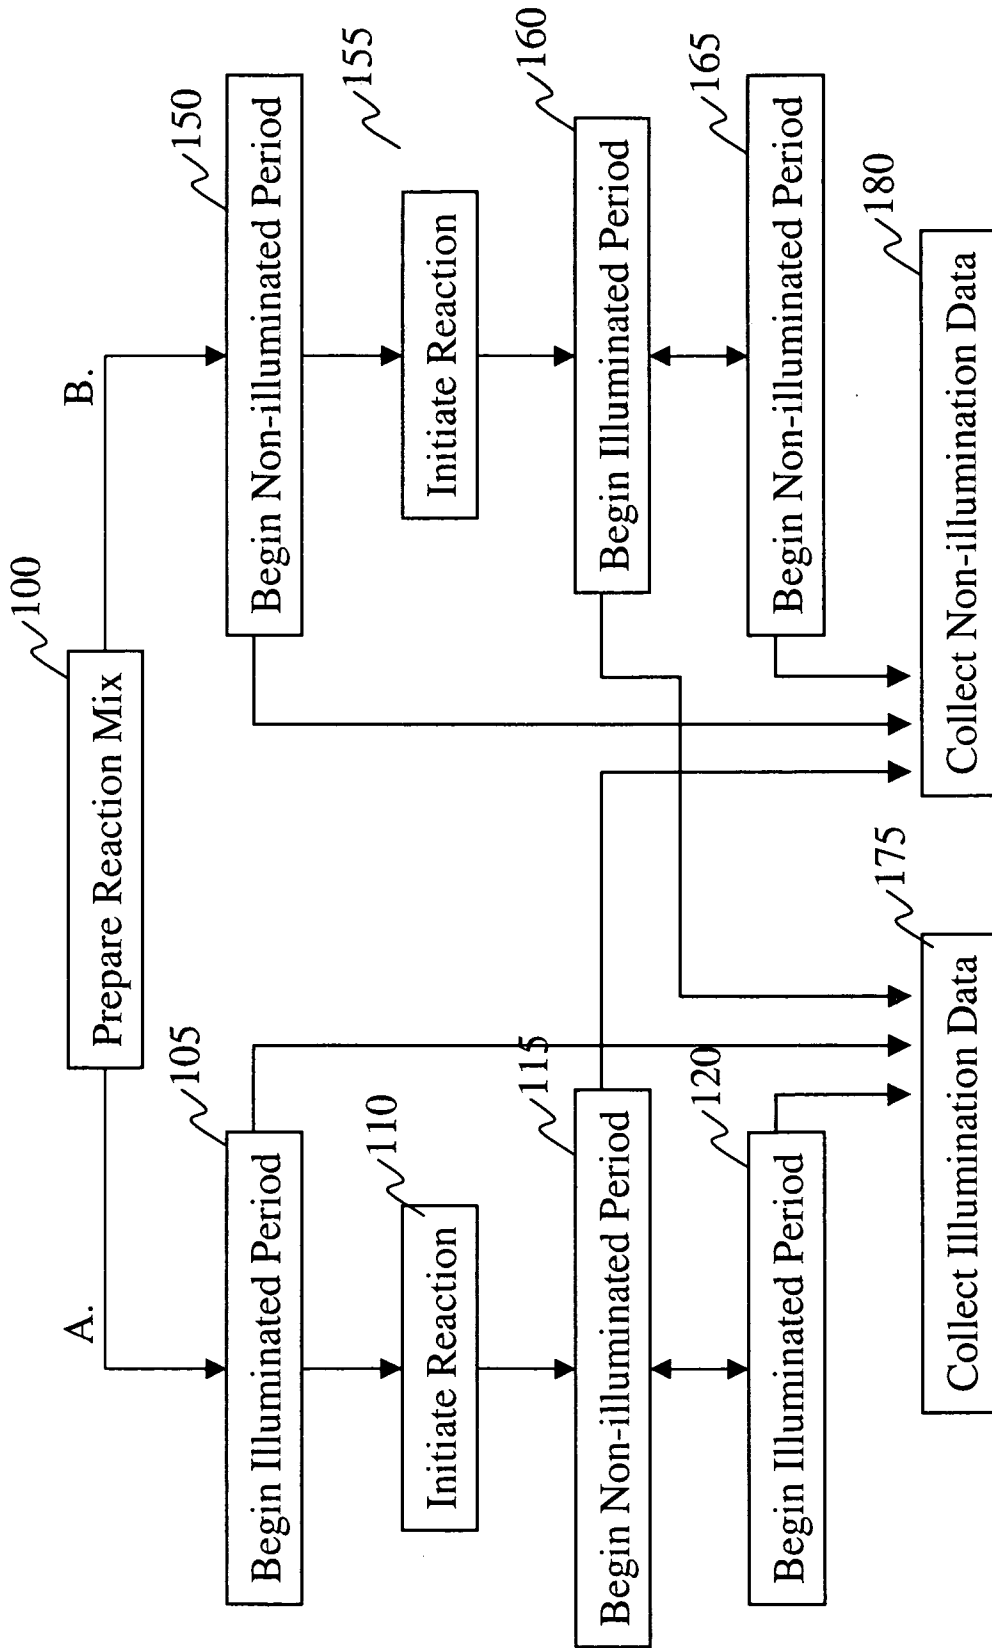 100
Prepare Reaction Mix
A.
B.
105
Begin Illuminated Period
110
Initiate Reaction
115
Begin Non-illuminated Period
120
Begin Illuminated Period
150
Begin Non-illuminated Period
155
Initiate Reaction
160
Begin Illuminated Period
165
Begin Non-illuminated Period
175
Collect Illumination Data
180
Collect Non-illumination Data